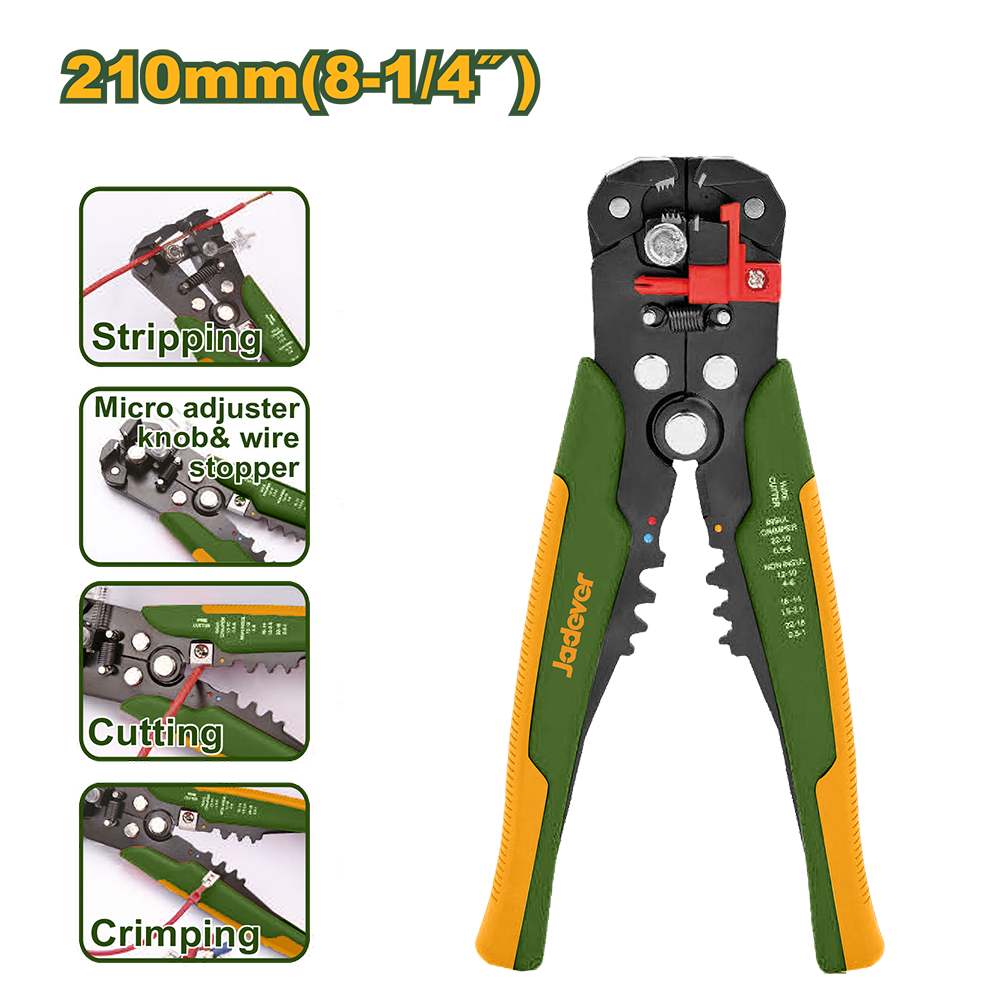 210mm(8-1/4″)
Stripping
Micro adjuster
knob& wire
stopper
Cutting
Crimping
Jadever
WIRE
CUTTER
INSUL
CRIMPER
22-10
0.5-6
NON INSUL
12-10
4-6
16-14
1.5-2.5
22-18
0.5-1